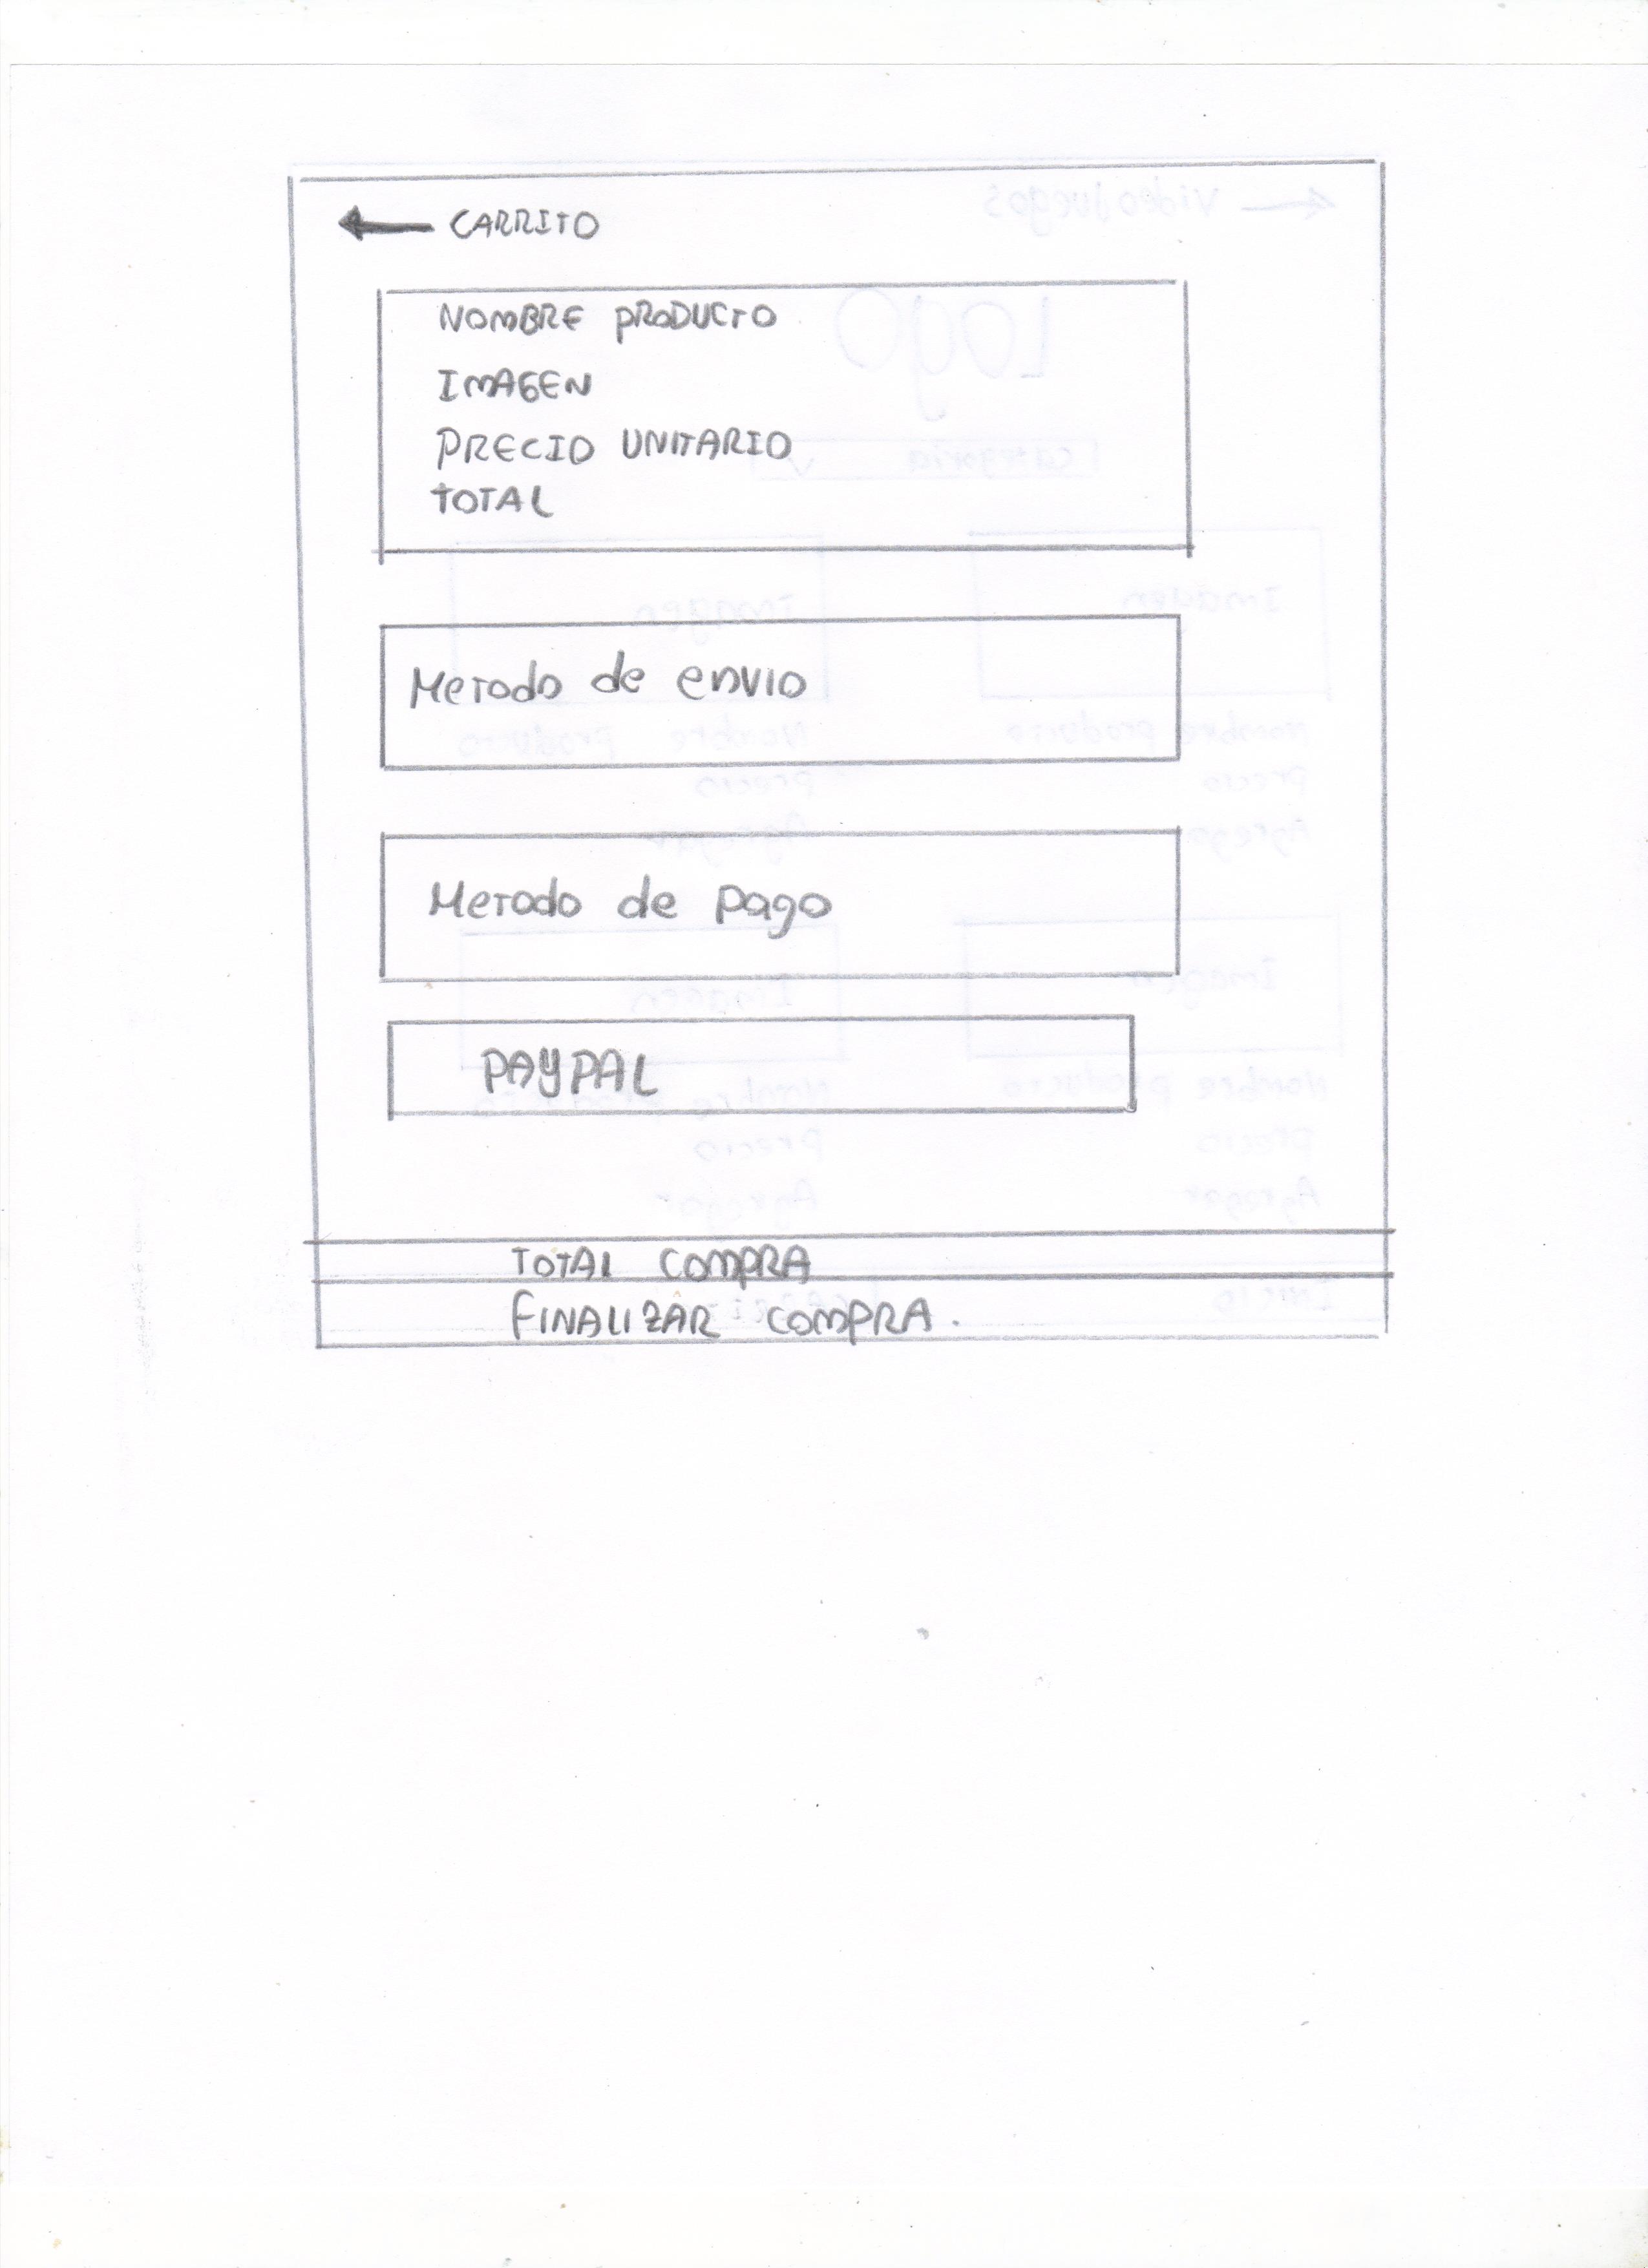 CARRITO
NOMBRE PRODUCTO
IMAGEN
PRECIO UNITARIO
TOTAL
Metodo de envio
Metodo de pago
PAYPAL
TOTAL COMPRA
FINALIZAR COMPRA.